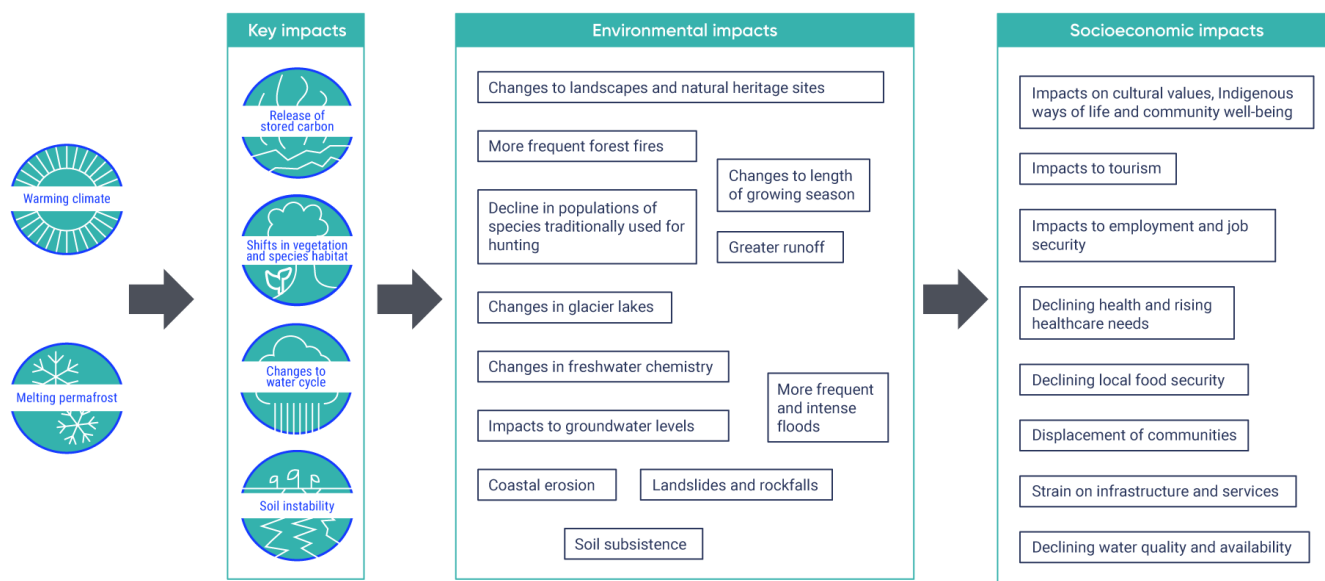 Warming climate
Melting permafrost
Key impacts
Release of
stored carbon
Shifts in vegetation
and species habitat
Changes to
water cycle
Soil instability
Environmental impacts
Changes to landscapes and natural heritage sites
More frequent forest fires
Changes to length
of growing season
Decline in populations of
species traditionally used for
hunting
Greater runoff
Changes in glacier lakes
Changes in freshwater chemistry
More frequent
and intense
floods
Impacts to groundwater levels
Coastal erosion
Landslides and rockfalls
Soil subsistence
Socioeconomic impacts
Impacts on cultural values, Indigenous
ways of life and community well-being
Impacts to tourism
Impacts to employment and job
security
Declining health and rising
healthcare needs
Declining local food security
Displacement of communities
Strain on infrastructure and services
Declining water quality and availability